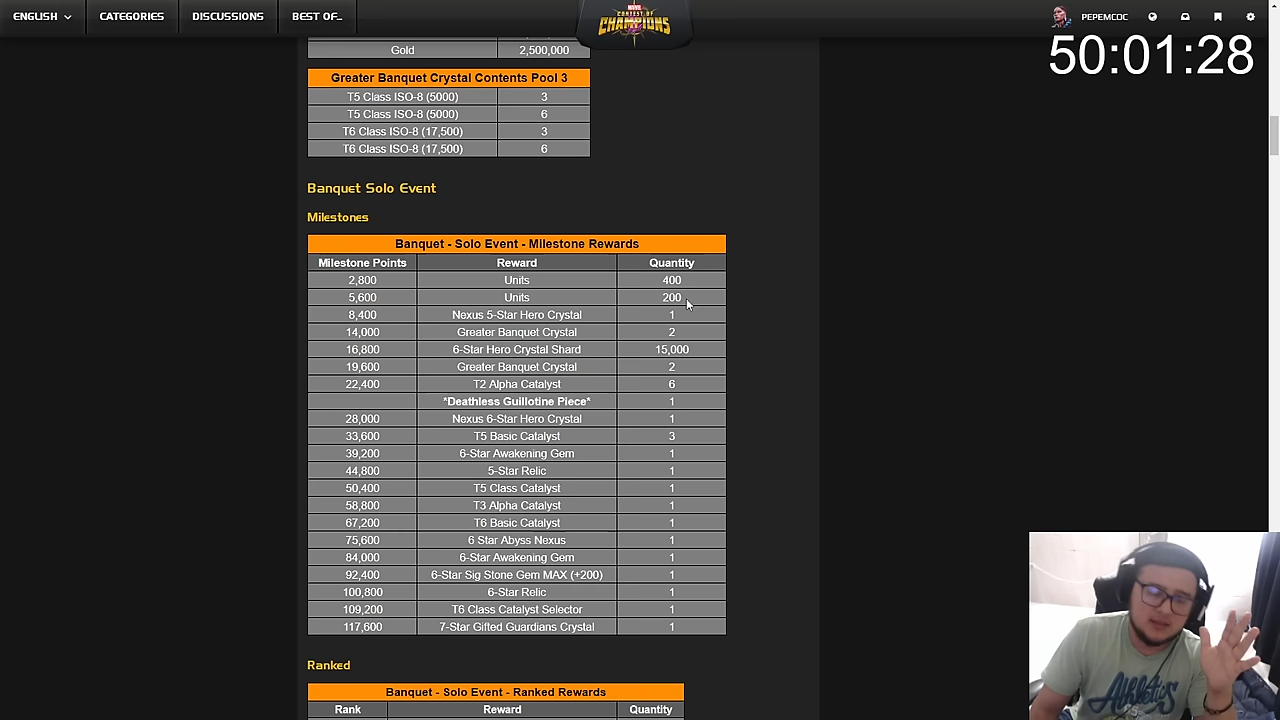 ENGLISH CATEGORIES DISCUSSIONS BEST OF... MARVEL CONTEST OF CHAMPIONS PEPEMCOC
50:01:28
Gold 2,500,000
Greater Banquet Crystal Contents Pool 3
T5 Class ISO-8 (5000) 3
T5 Class ISO-8 (5000) 6
T6 Class ISO-8 (17,500) 3
T6 Class ISO-8 (17,500) 6
Banquet Solo Event
Milestones
Banquet - Solo Event - Milestone Rewards
Milestone Points Reward Quantity
2,800 Units 400
5,600 Units 200
8,400 Nexus 5-Star Hero Crystal 1
14,000 Greater Banquet Crystal 2
16,800 6-Star Hero Crystal Shard 15,000
19,600 Greater Banquet Crystal 2
22,400 T2 Alpha Catalyst 6
*Deathless Guillotine Piece* 1
28,000 Nexus 6-Star Hero Crystal 1
33,600 T5 Basic Catalyst 3
39,200 6-Star Awakening Gem 1
44,800 5-Star Relic 1
50,400 T5 Class Catalyst 1
58,800 T3 Alpha Catalyst 1
67,200 T6 Basic Catalyst 1
75,600 6 Star Abyss Nexus 1
84,000 6-Star Awakening Gem 1
92,400 6-Star Sig Stone Gem MAX (+200) 1
100,800 6-Star Relic 1
109,200 T6 Class Catalyst Selector 1
117,600 7-Star Gifted Guardians Crystal 1
Ranked
Banquet - Solo Event - Ranked Rewards
Rank Reward Quantity
Athletics